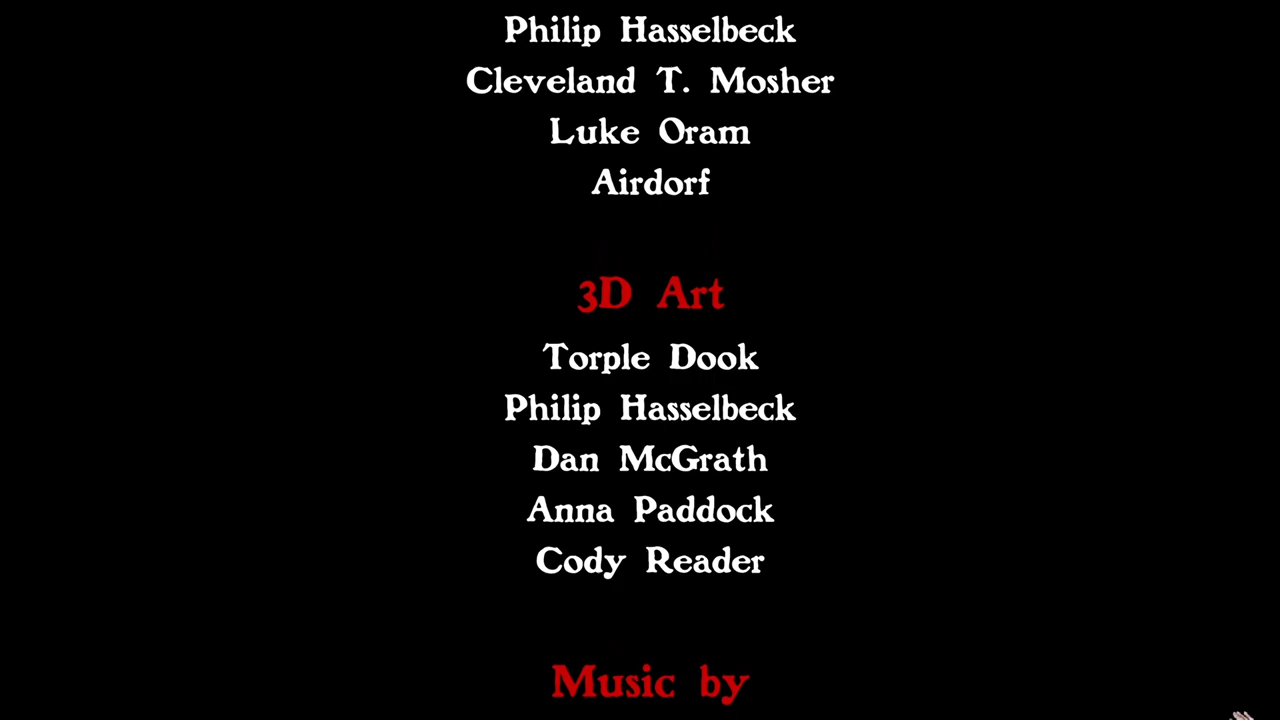 Philip Hasselbeck
Cleveland T. Mosher
Luke Oram
Airdorf
3D Art
Torple Dook
Philip Hasselbeck
Dan McGrath
Anna Paddock
Cody Reader
Music by